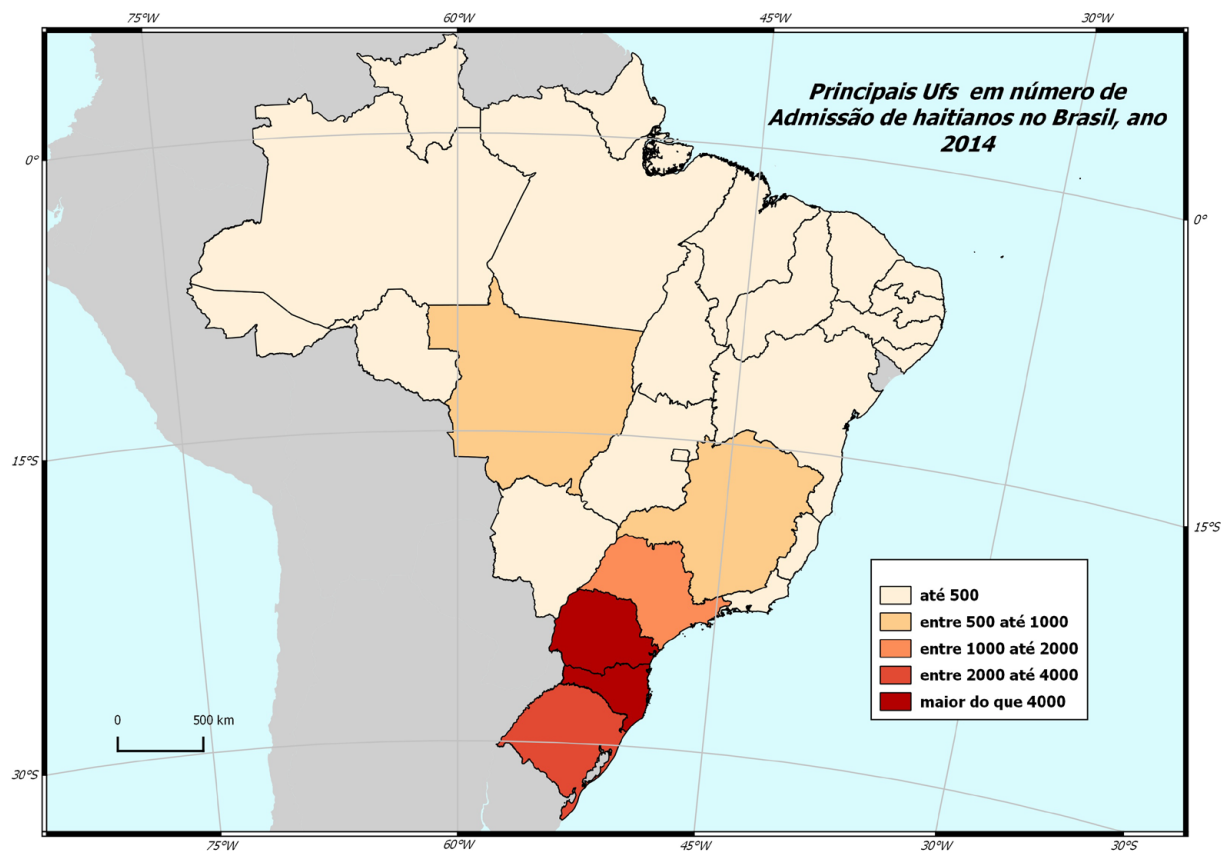 75°W 60°W 45°W 30°W
Principais Ufs em número de
Admissão de haitianos no Brasil, ano
2014
0°
0°
15°S
15°S
até 500
entre 500 até 1000
entre 1000 até 2000
entre 2000 até 4000
maior do que 4000
0 500 km
30°S
75°W 60°W 45°W 30°W 30°S